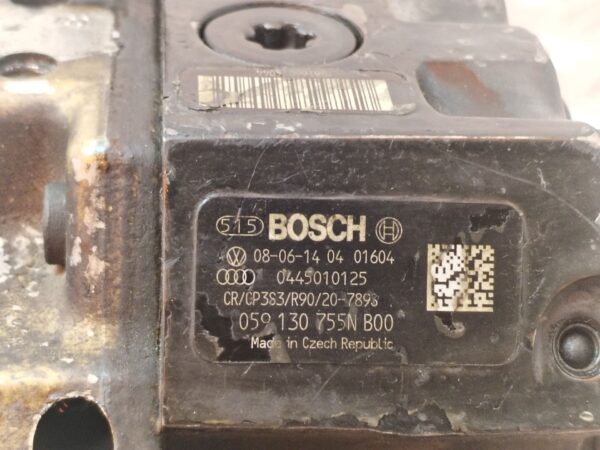 515 BOSCH
08-06-14 04 01604
0445010125
CR/CP3S3/R90/20-789S
059 130 755N B00
Made in Czech Republic